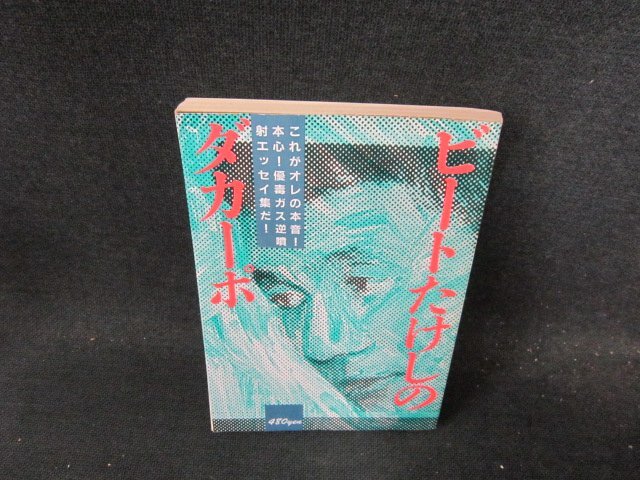 ビートたけしの
ダカーポ
これがオレの本音！
本心！優毒ガス逆噴
射エッセイ集だ！
480yen